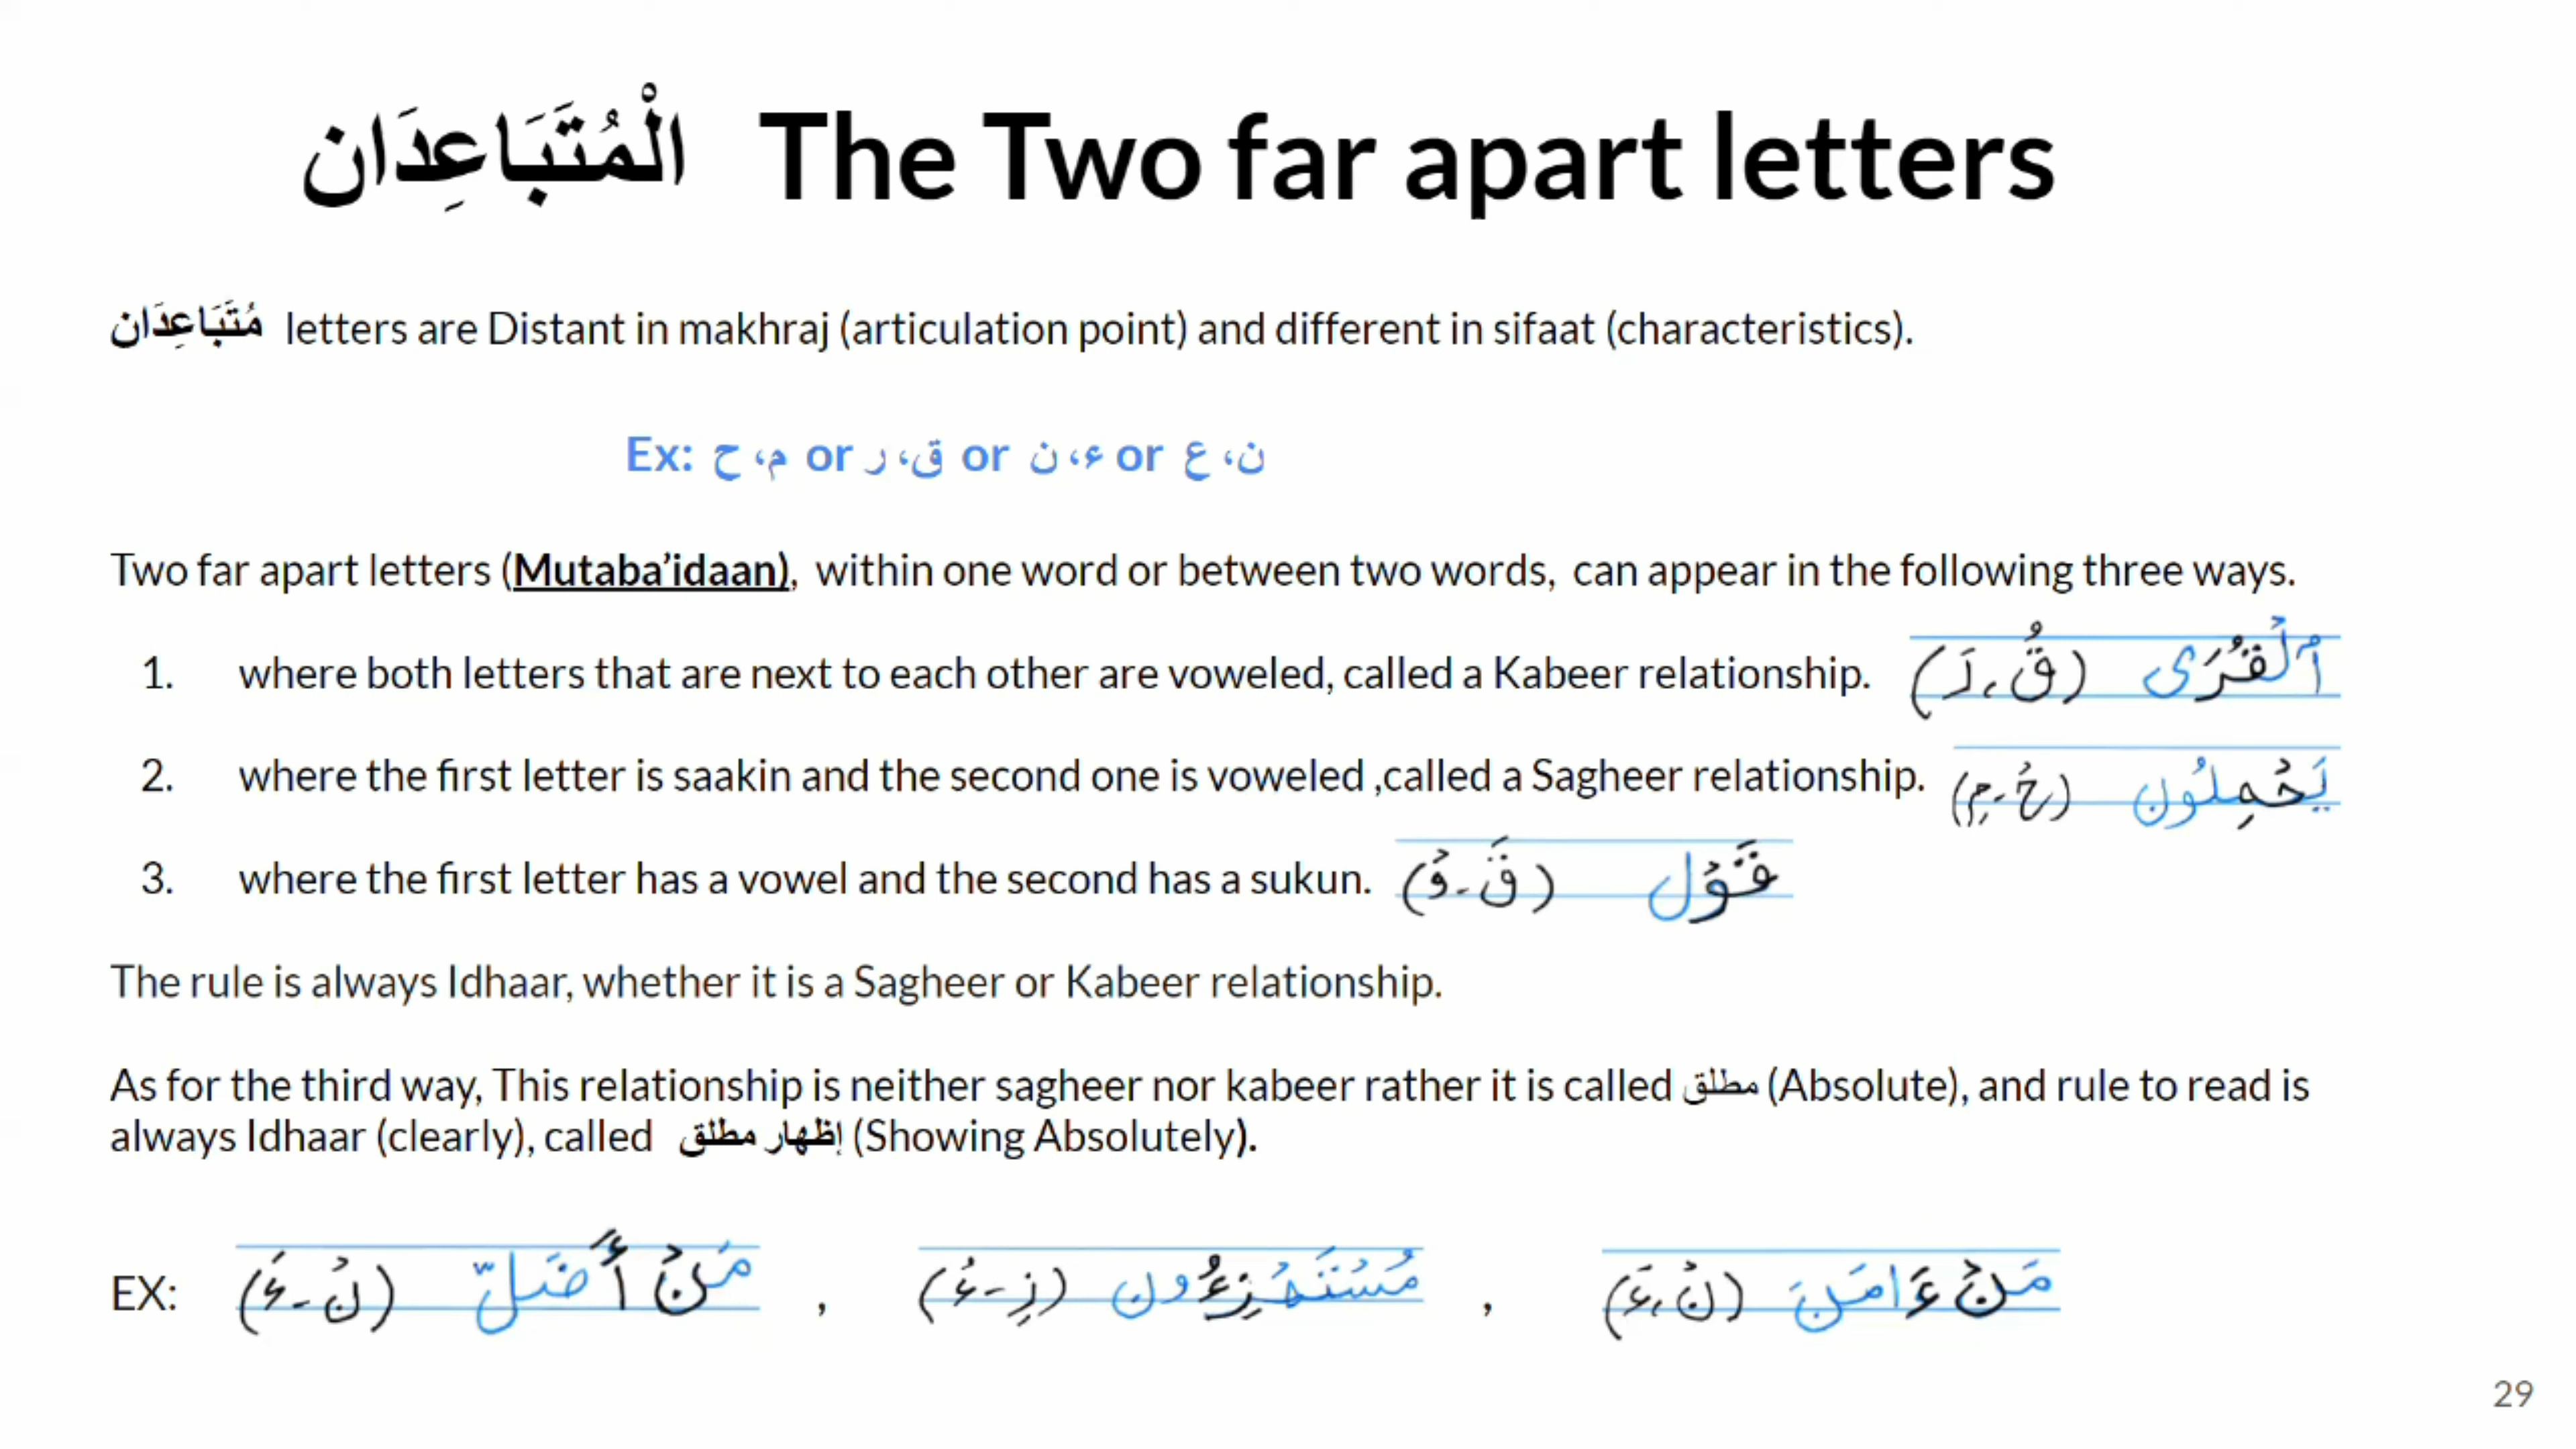 الْمُتَبَاعِدَان The Two far apart letters
مُتَبَاعِدَان letters are Distant in makhraj (articulation point) and different in sifaat (characteristics).
Ex: م، ح or ق، ر or ء، ن or ن، ع
Two far apart letters (Mutaba'idaan), within one word or between two words, can appear in the following three ways.
1. where both letters that are next to each other are voweled, called a Kabeer relationship. ٱلْقُرَى (قُ، رَ)
2. where the first letter is saakin and the second one is voweled ,called a Sagheer relationship. يَحْمِلُون (حْ-مِ)
3. where the first letter has a vowel and the second has a sukun. قَوْل (قَ-وْ)
The rule is always Idhaar, whether it is a Sagheer or Kabeer relationship.
As for the third way, This relationship is neither sagheer nor kabeer rather it is called مطلق (Absolute), and rule to read is
always Idhaar (clearly), called إظهار مطلق (Showing Absolutely).
EX: مَنْ أَضَلّ (نْ-ءَ) , مُسْتَهْزِءُون (زِ-ءُ) , مَنْ ءَامَنَ (نْ، ءَ)
29